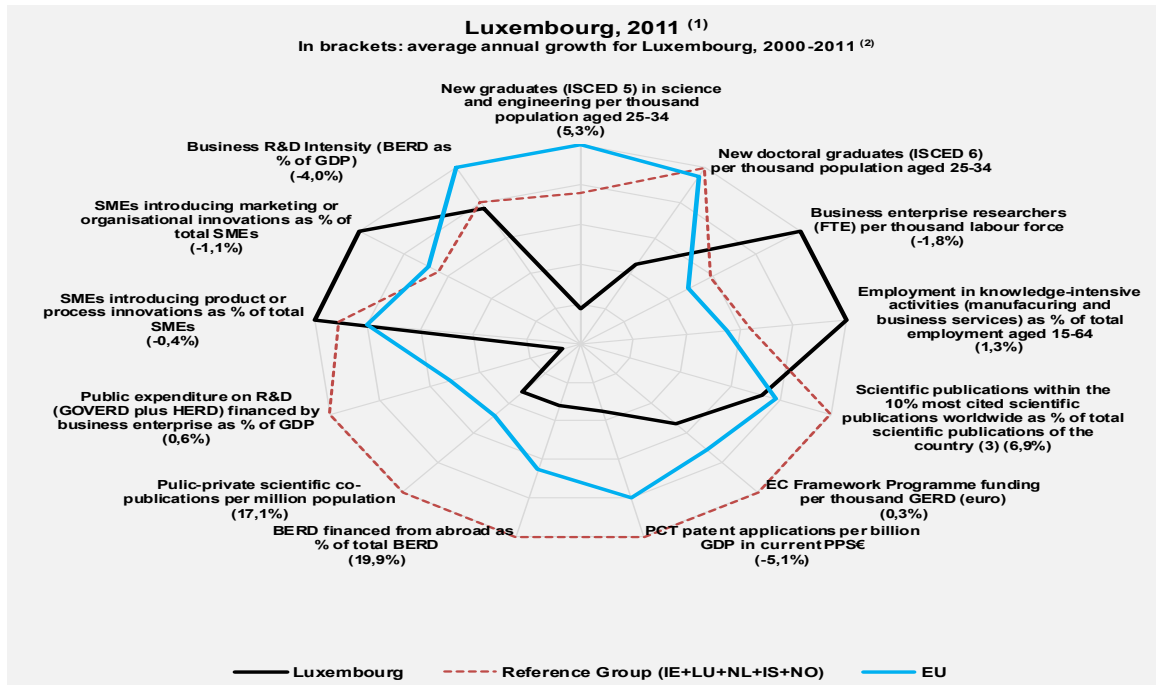 Luxembourg, 2011 (1)
In brackets: average annual growth for Luxembourg, 2000-2011 (2)
New graduates (ISCED 5) in science
and engineering per thousand
population aged 25-34
(5,3%)
New doctoral graduates (ISCED 6)
per thousand population aged 25-34
Business enterprise researchers
(FTE) per thousand labour force
(-1,8%)
Employment in knowledge-intensive
activities (manufacuring and
business services) as % of total
employment aged 15-64
(1,3%)
Scientific publications within the
10% most cited scientific
publications worldwide as % of total
scientific publications of the
country (3) (6,9%)
EC Framework Programme funding
per thousand GERD (euro)
(0,3%)
PCT patent applications per billion
GDP in current PPS€
(-5,1%)
BERD financed from abroad as
% of total BERD
(19,9%)
Pulic-private scientific co-
publications per million population
(17,1%)
Public expenditure on R&D
(GOVERD plus HERD) financed by
business enterprise as % of GDP
(0,6%)
SMEs introducing product or
process innovations as % of total
SMEs
(-0,4%)
SMEs introducing marketing or
organisational innovations as % of
total SMEs
(-1,1%)
Business R&D Intensity (BERD as
% of GDP)
(-4,0%)
Luxembourg
Reference Group (IE+LU+NL+IS+NO)
EU